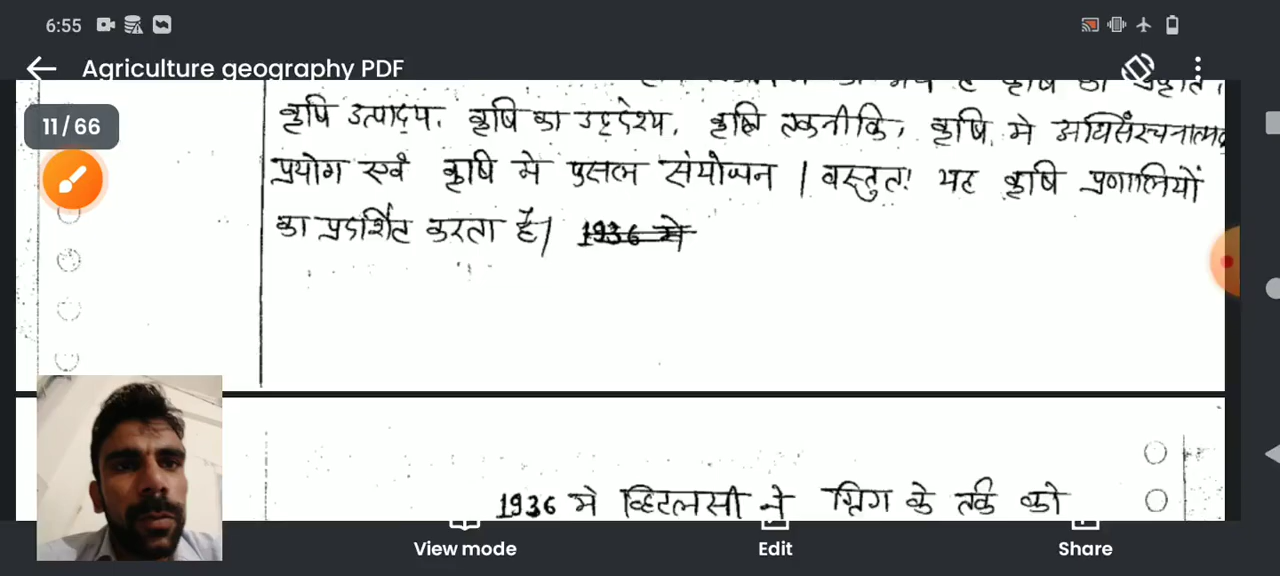 6:55
Agriculture geography PDF
11 / 66
कृषि उत्पादय, कृषि का उद्देश्य, कृषि तकनीकि, कृषि मे अधिसंरचनात्मक
प्रयोग एवं कृषि मे फसल संयोजन | वस्तुतः यह कृषि प्रणालियों
का प्रदर्शित करता है| 1936 मे
1936 मे व्हिटलसी ने स्प्रिग के तर्क को
View mode
Edit
Share